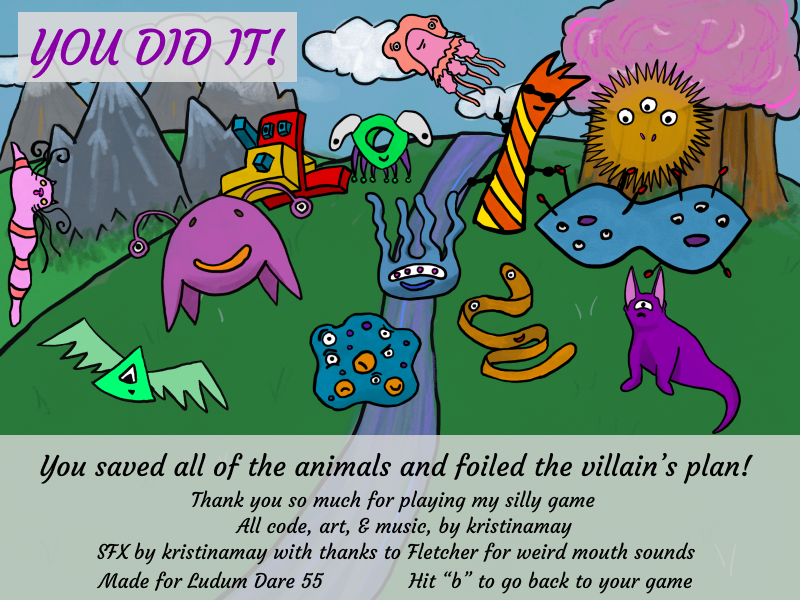 YOU DID IT!
You saved all of the animals and foiled the villain's plan!
Thank you so much for playing my silly game
All code, art, & music, by kristinamay
SFX by kristinamay with thanks to Fletcher for weird mouth sounds
Made for Ludum Dare 55
Hit “b” to go back to your game